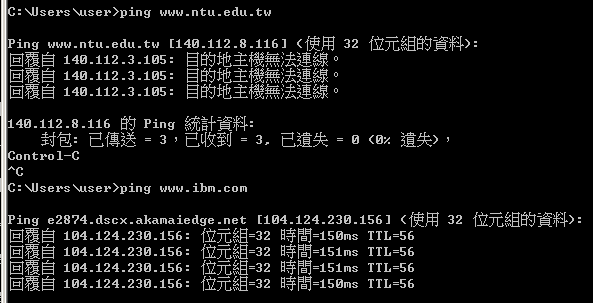 C:\Users\user>ping www.ntu.edu.tw
Ping www.ntu.edu.tw [140.112.8.116] (使用 32 位元組的資料):
回覆自 140.112.3.105: 目的地主機無法連線。
回覆自 140.112.3.105: 目的地主機無法連線。
回覆自 140.112.3.105: 目的地主機無法連線。
140.112.8.116 的 Ping 統計資料:
封包: 已傳送 = 3，已收到 = 3, 已遺失 = 0 (0% 遺失)，
Control-C
^C
C:\Users\user>ping www.ibm.com
Ping e2874.dscx.akamaiedge.net [104.124.230.156] (使用 32 位元組的資料):
回覆自 104.124.230.156: 位元組=32 時間=150ms TTL=56
回覆自 104.124.230.156: 位元組=32 時間=151ms TTL=56
回覆自 104.124.230.156: 位元組=32 時間=151ms TTL=56
回覆自 104.124.230.156: 位元組=32 時間=150ms TTL=56